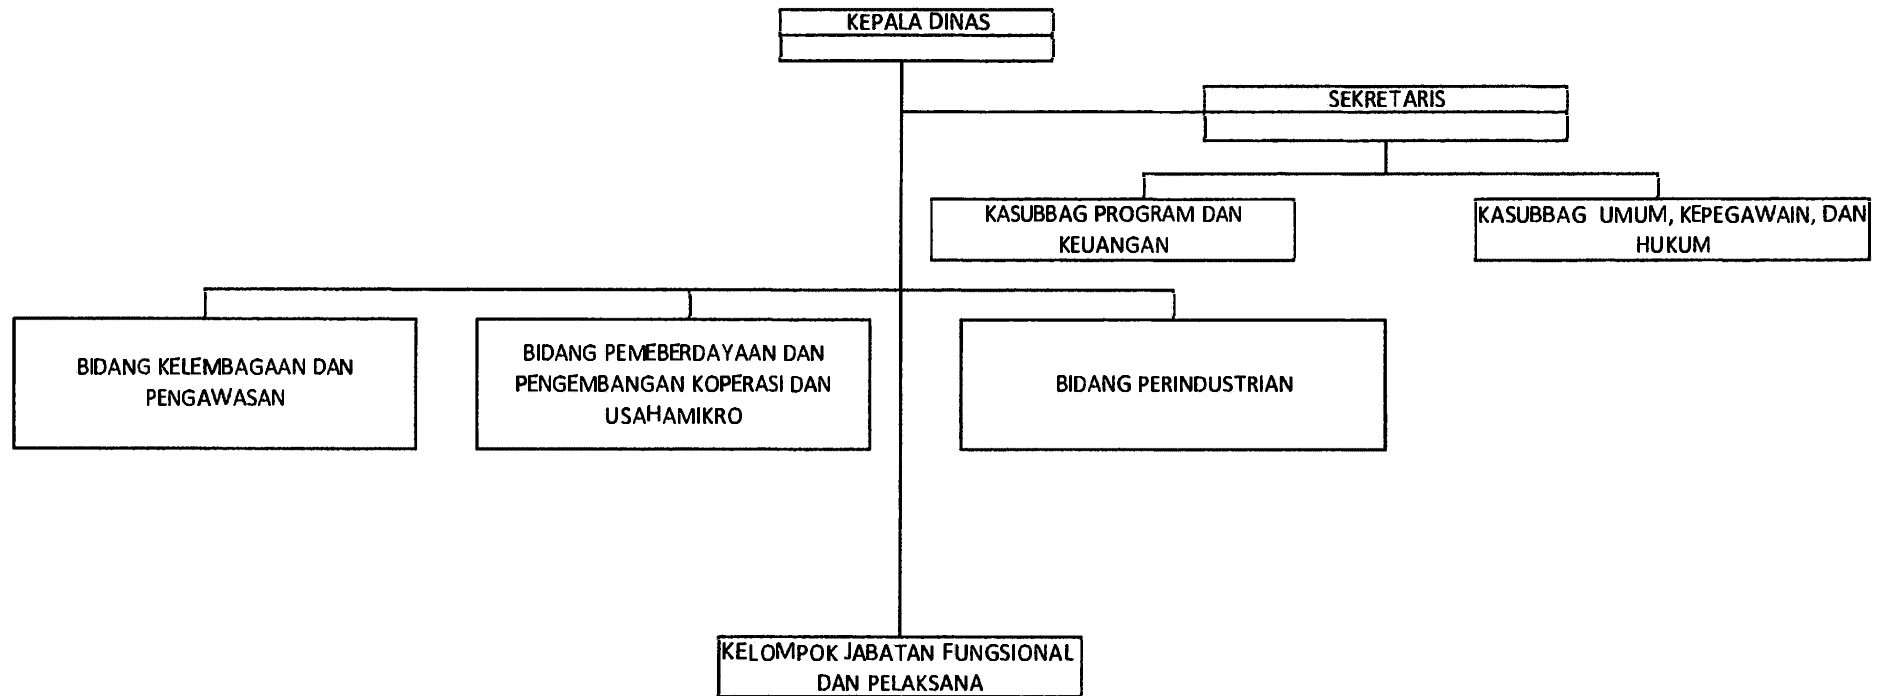 KEPALA DINAS
SEKRETARIS
KASUBBAG PROGRAM DAN
KEUANGAN
KASUBBAG UMUM, KEPEGAWAIN, DAN
HUKUM
BIDANG KELEMBAGAAN DAN
PENGAWASAN
BIDANG PEMEBERDAYAAN DAN
PENGEMBANGAN KOPERASI DAN
USAHAMIKRO
BIDANG PERINDUSTRIAN
KELOMPOK JABATAN FUNGSIONAL
DAN PELAKSANA